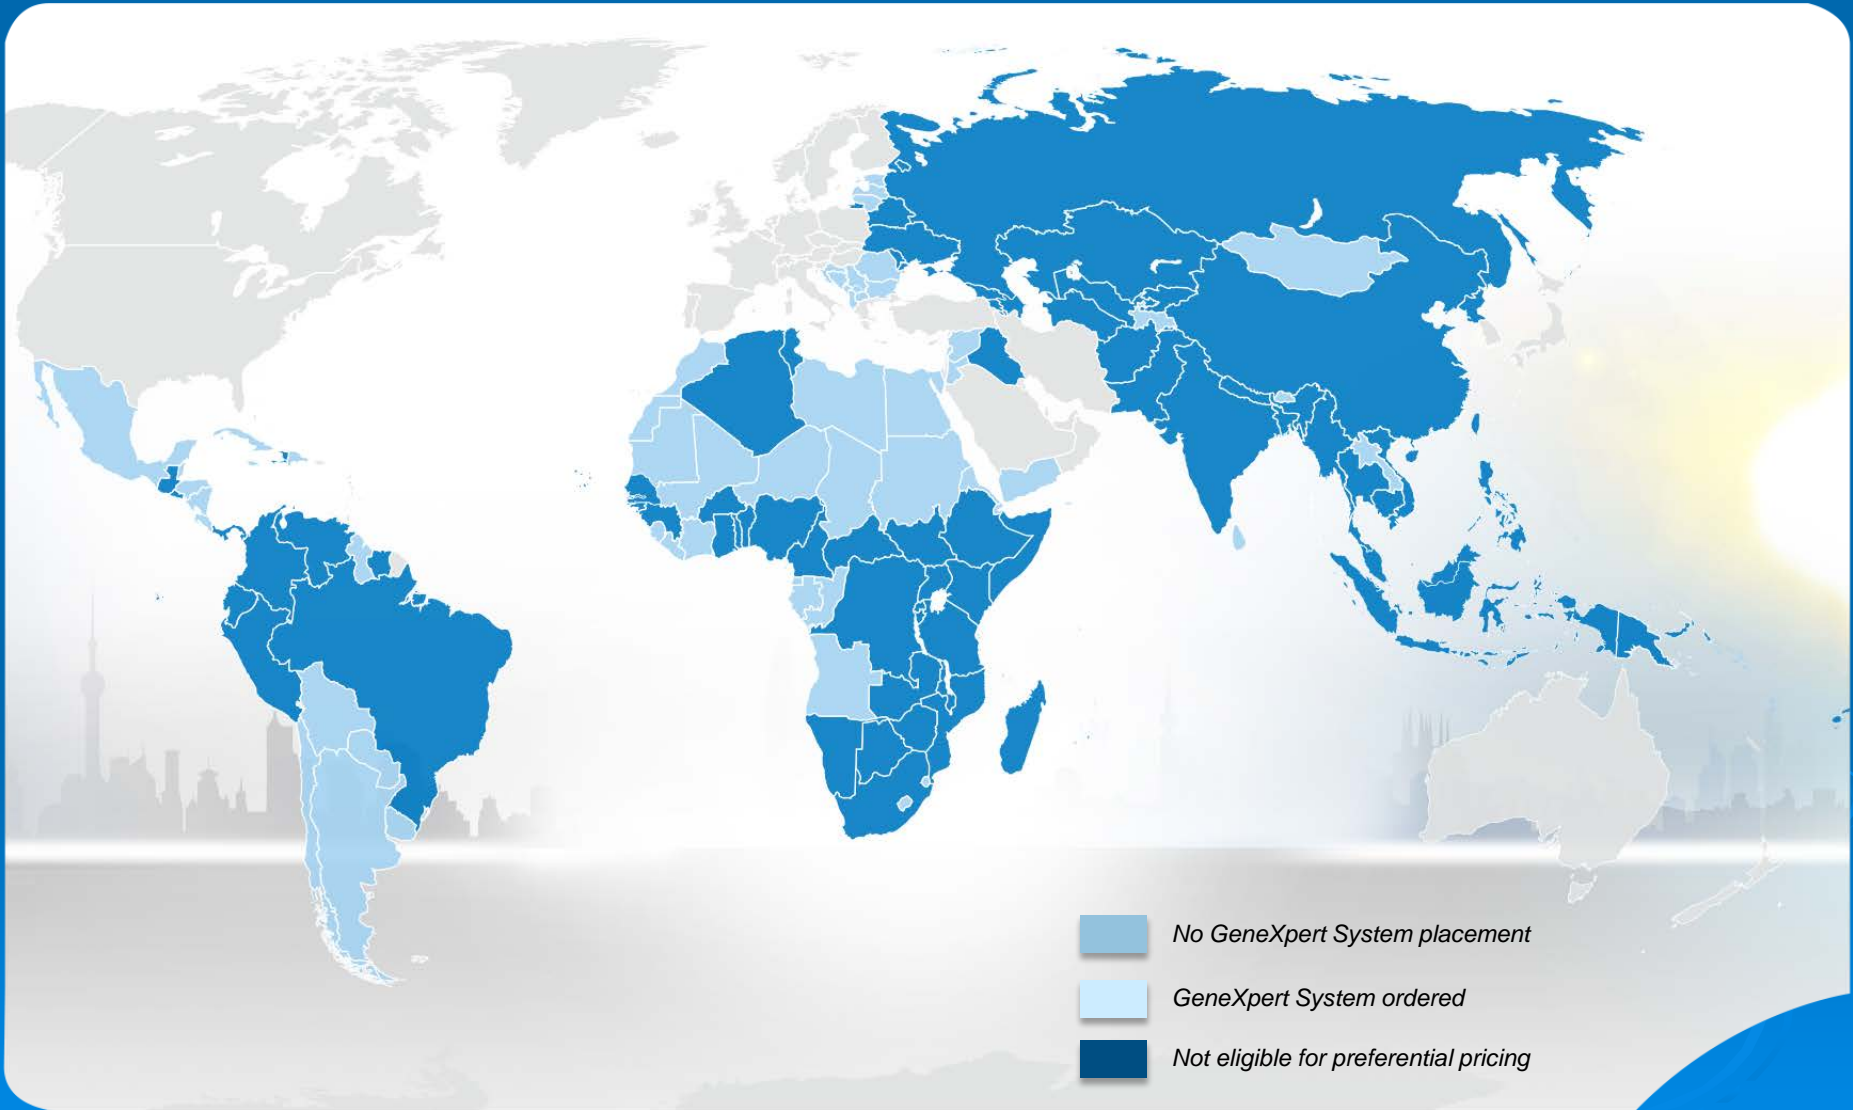 No GeneXpert System placement
GeneXpert System ordered
Not eligible for preferential pricing